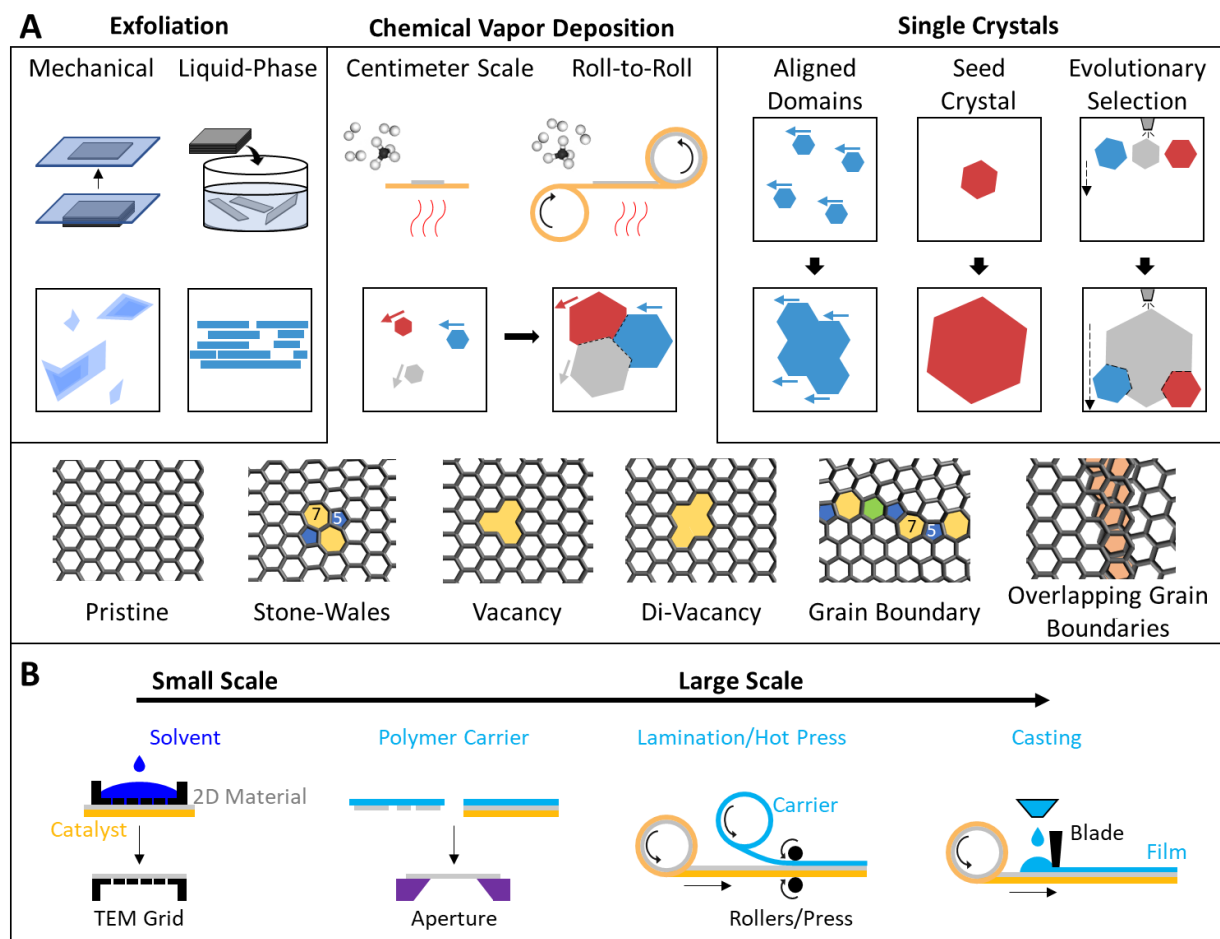 A
Exfoliation
Chemical Vapor Deposition
Single Crystals
Mechanical
Liquid-Phase
Centimeter Scale
Roll-to-Roll
Aligned
Domains
Seed
Crystal
Evolutionary
Selection
7
5
7
5
Pristine
Stone-Wales
Vacancy
Di-Vacancy
Grain Boundary
Overlapping Grain
Boundaries
B
Small Scale
Large Scale
Solvent
Polymer Carrier
Lamination/Hot Press
Casting
2D Material
Catalyst
Carrier
Blade
Film
TEM Grid
Aperture
Rollers/Press